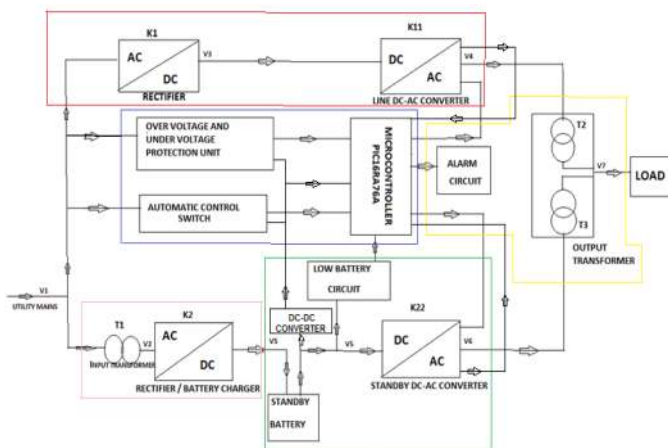 K1
AC
DC
RECTIFIER
V3
K11
DC
AC
V4
LINE DC-AC CONVERTER
OVER VOLTAGE AND
UNDER VOLTAGE
PROTECTION UNIT
MICROCONTROLLER
PIC16RA76A
ALARM
CIRCUIT
T2
V7
LOAD
T3
OUTPUT
TRANSFORMER
AUTOMATIC CONTROL
SWITCH
V1
UTILITY MAINS
LOW BATTERY
CIRCUIT
DC-DC
CONVERTER
T1
V2
INPUT TRANSFORMER
K2
AC
DC
V5
RECTIFIER / BATTERY CHARGER
STANDBY
BATTERY
V5
K22
DC
AC
V6
STANDBY DC-AC CONVERTER